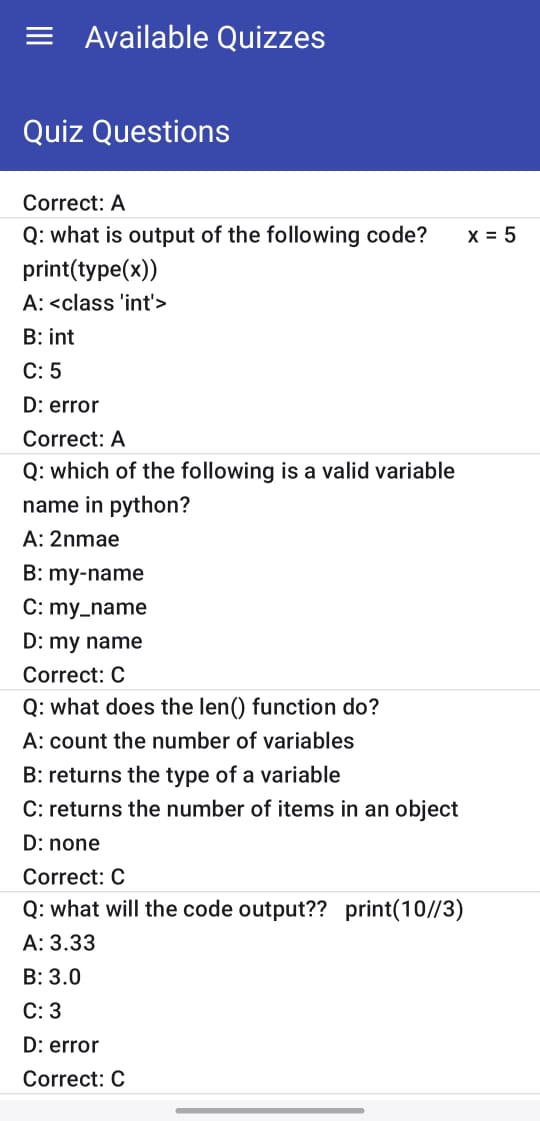 Available Quizzes
Quiz Questions
Correct: A
Q: what is output of the following code? x = 5
print(type(x))
A: <class 'int'>
B: int
C: 5
D: error
Correct: A
Q: which of the following is a valid variable
name in python?
A: 2nmae
B: my-name
C: my_name
D: my name
Correct: C
Q: what does the len() function do?
A: count the number of variables
B: returns the type of a variable
C: returns the number of items in an object
D: none
Correct: C
Q: what will the code output?? print(10//3)
A: 3.33
B: 3.0
C: 3
D: error
Correct: C